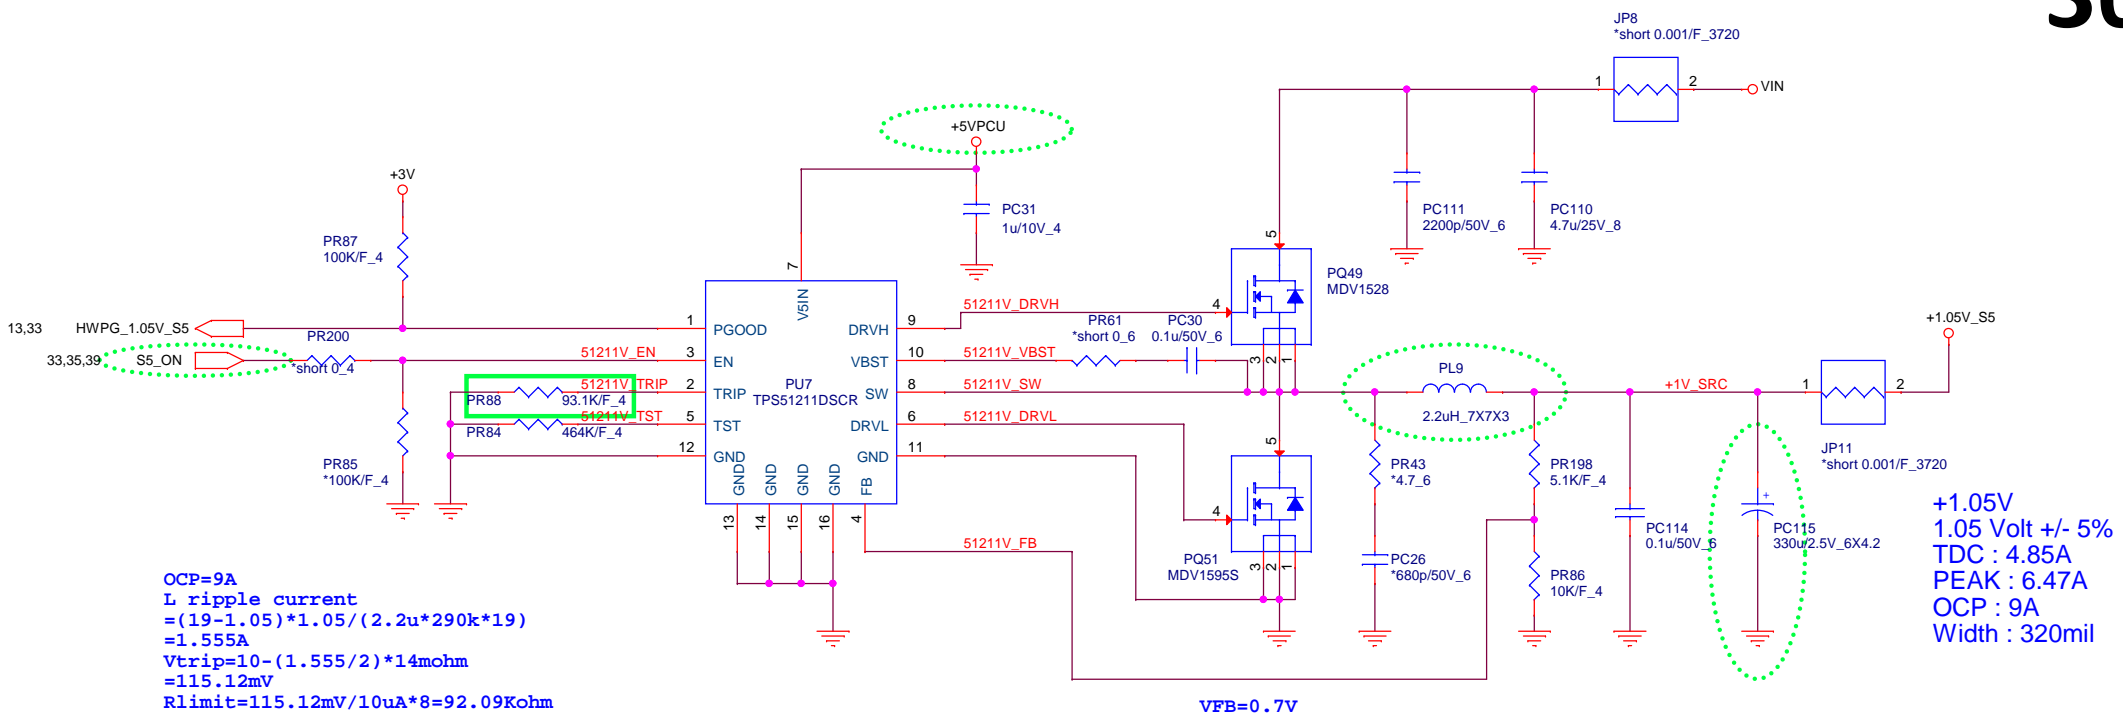 JP8
*short 0.001/F_3720
1
2
VIN
+5VPCU
+3V
PC31
1u/10V_4
PC111
2200p/50V_6
PC110
4.7u/25V_8
PR87
100K/F_4
7
5
PQ49
MDV1528
V5IN
51211V_DRVH
4
13,33
HWPG_1.05V_S5
1
PGOOD
DRVH
9
PR61
*short 0_6
PC30
0.1u/50V_6
+1.05V_S5
PR200
33,35,39
S5_ON
*short 0_4
51211V_EN
3
EN
VBST
10
51211V_VBST
3
2
1
51211V_TRIP
2
TRIP
PU7
TPS51211DSCR
SW
8
51211V_SW
PL9
+1V_SRC
1
2
PR88
93.1K/F_4
2.2uH_7X7X3
51211V_TST
5
TST
DRVL
6
51211V_DRVL
PR84
464K/F_4
12
GND
GND
11
5
JP11
*short 0.001/F_3720
PR85
*100K/F_4
GND
GND
GND
GND
FB
PR43
*4.7_6
PR198
5.1K/F_4
13
14
15
16
4
4
PC114
0.1u/50V_6
+
PC115
330u/2.5V_6X4.2
51211V_FB
PQ51
MDV1595S
3
2
1
PC26
*680p/50V_6
PR86
10K/F_4
+1.05V
1.05 Volt +/- 5%
TDC : 4.85A
PEAK : 6.47A
OCP : 9A
Width : 320mil
OCP=9A
L ripple current
=(19-1.05)*1.05/(2.2u*290k*19)
=1.555A
Vtrip=10-(1.555/2)*14mohm
=115.12mV
Rlimit=115.12mV/10uA*8=92.09Kohm
VFB=0.7V